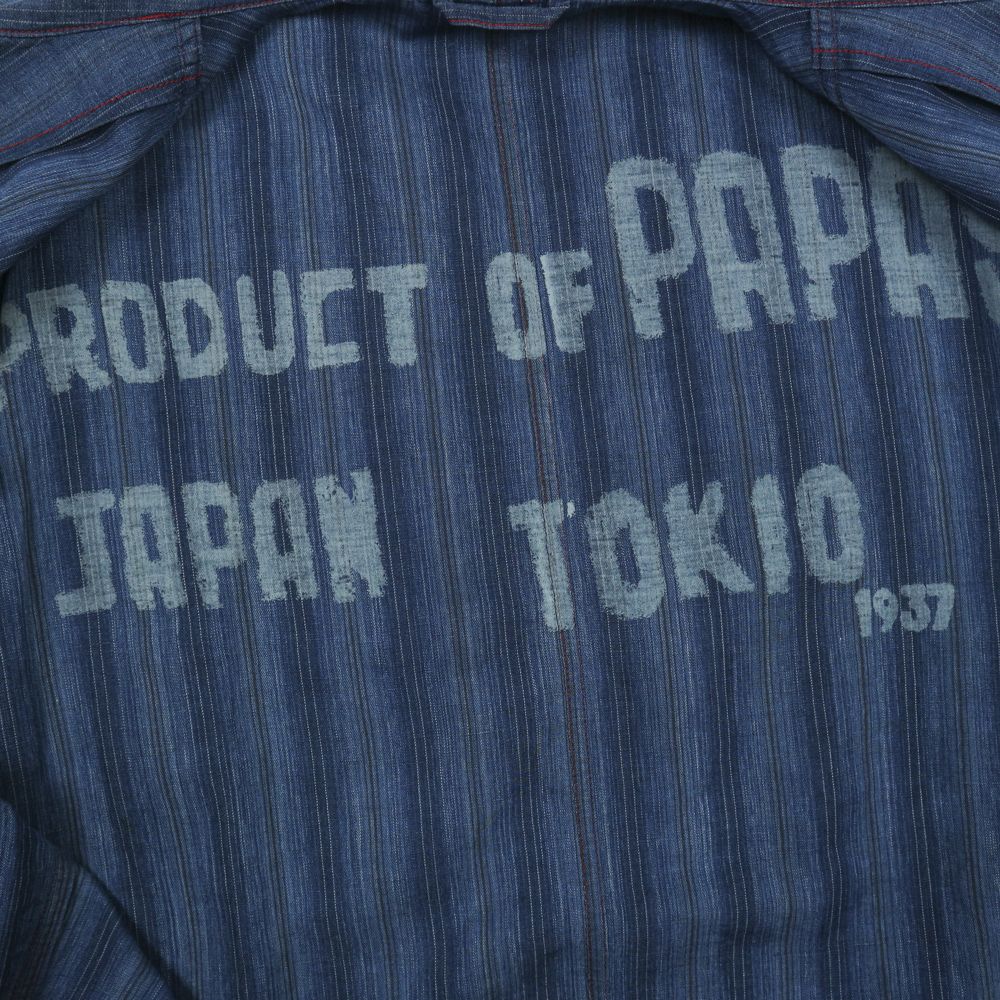 PRODUCT OF PAPAS
JAPAN TOKIO
1937